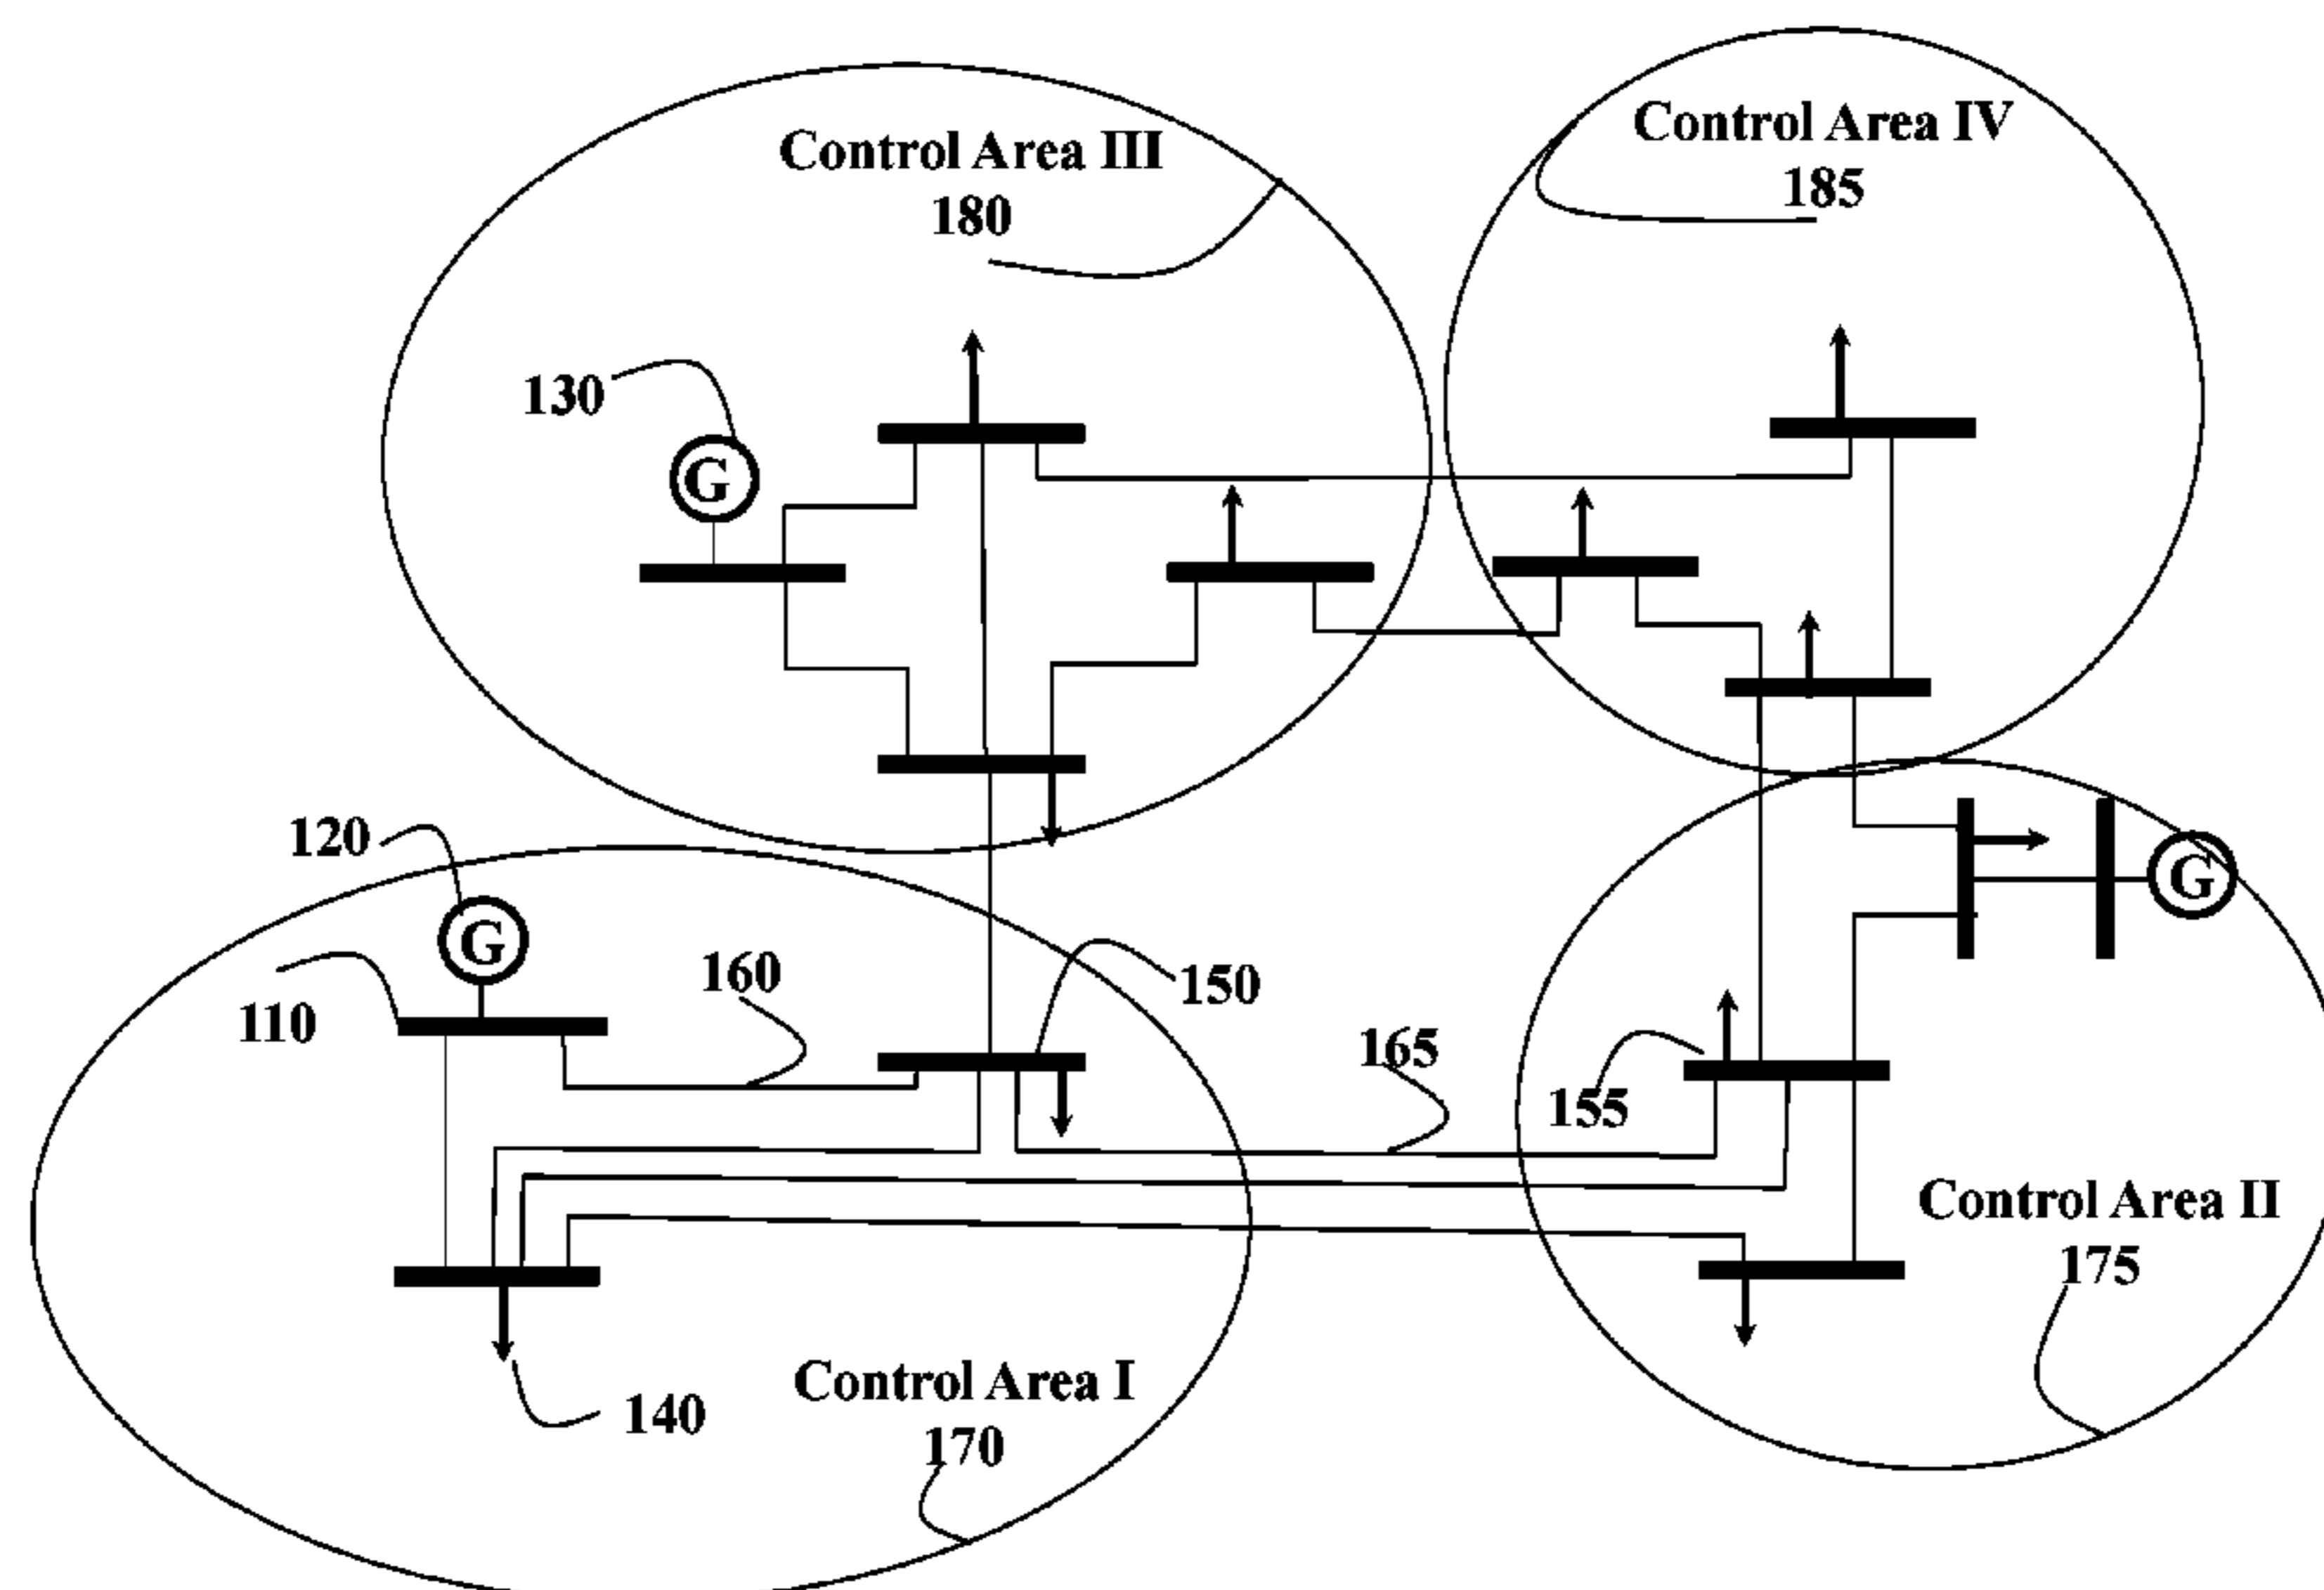 Control Area III
180
Control Area IV
185
130
G
120
G
110
160
150
165
155
G
Control Area II
175
Control Area I
170
140